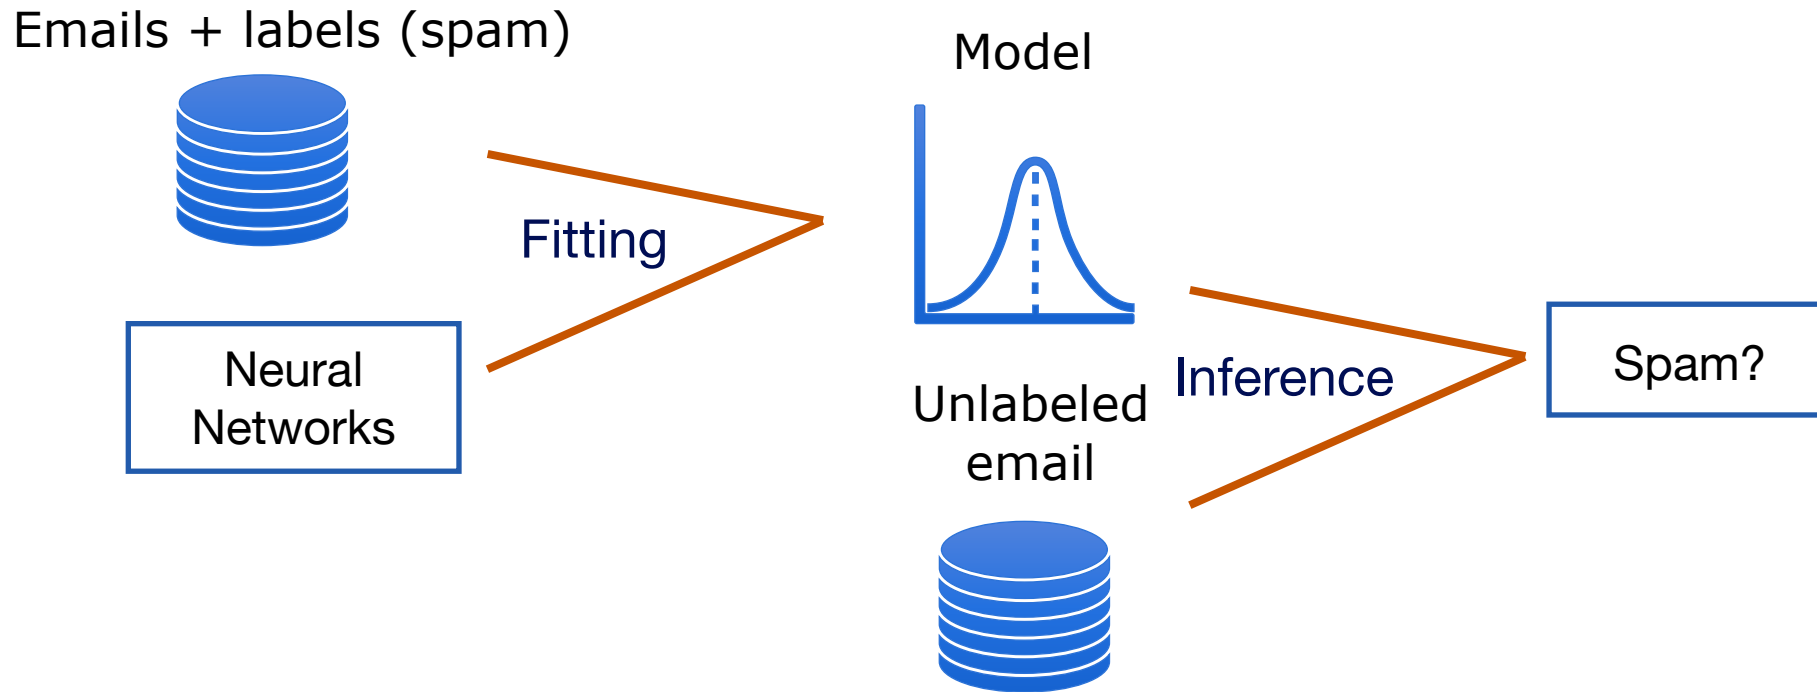 Emails + labels (spam)
Model
Fitting
Neural
Networks
Unlabeled
email
Inference
Spam?